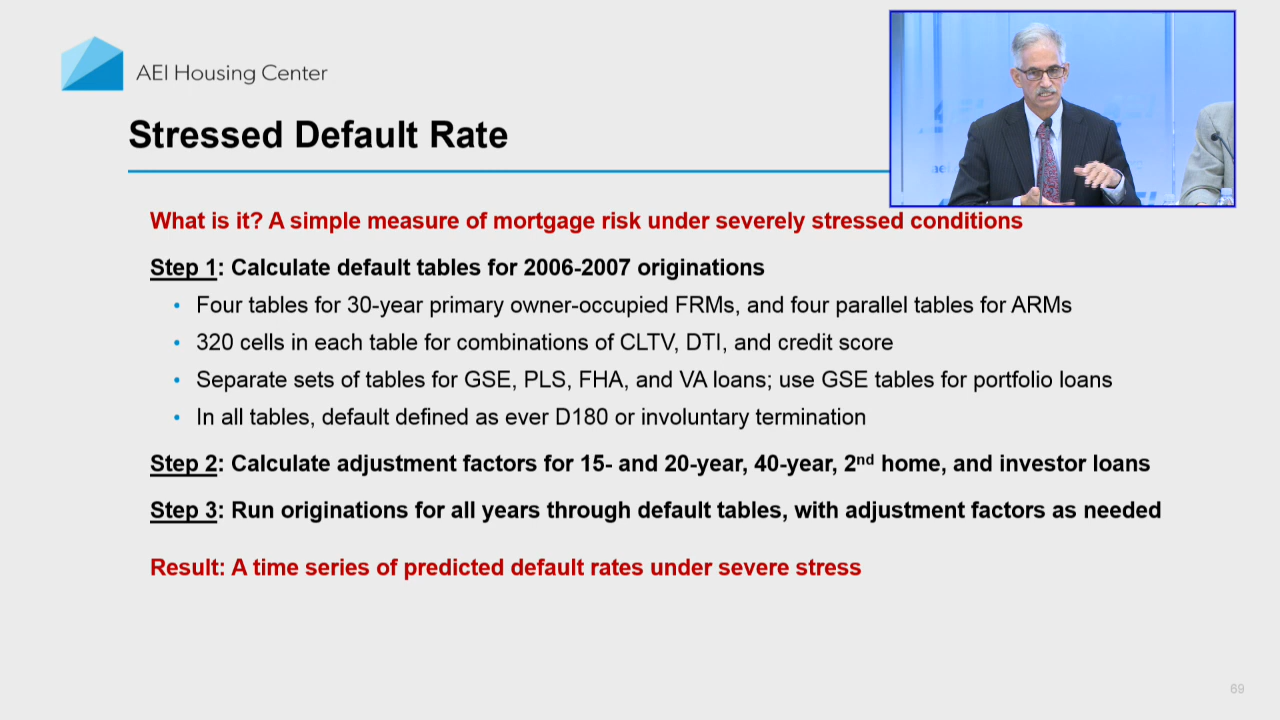 AEI Housing Center
Stressed Default Rate
What is it? A simple measure of mortgage risk under severely stressed conditions
Step 1: Calculate default tables for 2006-2007 originations
• Four tables for 30-year primary owner-occupied FRMs, and four parallel tables for ARMs
• 320 cells in each table for combinations of CLTV, DTI, and credit score
• Separate sets of tables for GSE, PLS, FHA, and VA loans; use GSE tables for portfolio loans
• In all tables, default defined as ever D180 or involuntary termination
Step 2: Calculate adjustment factors for 15- and 20-year, 40-year, 2nd home, and investor loans
Step 3: Run originations for all years through default tables, with adjustment factors as needed
Result: A time series of predicted default rates under severe stress
69